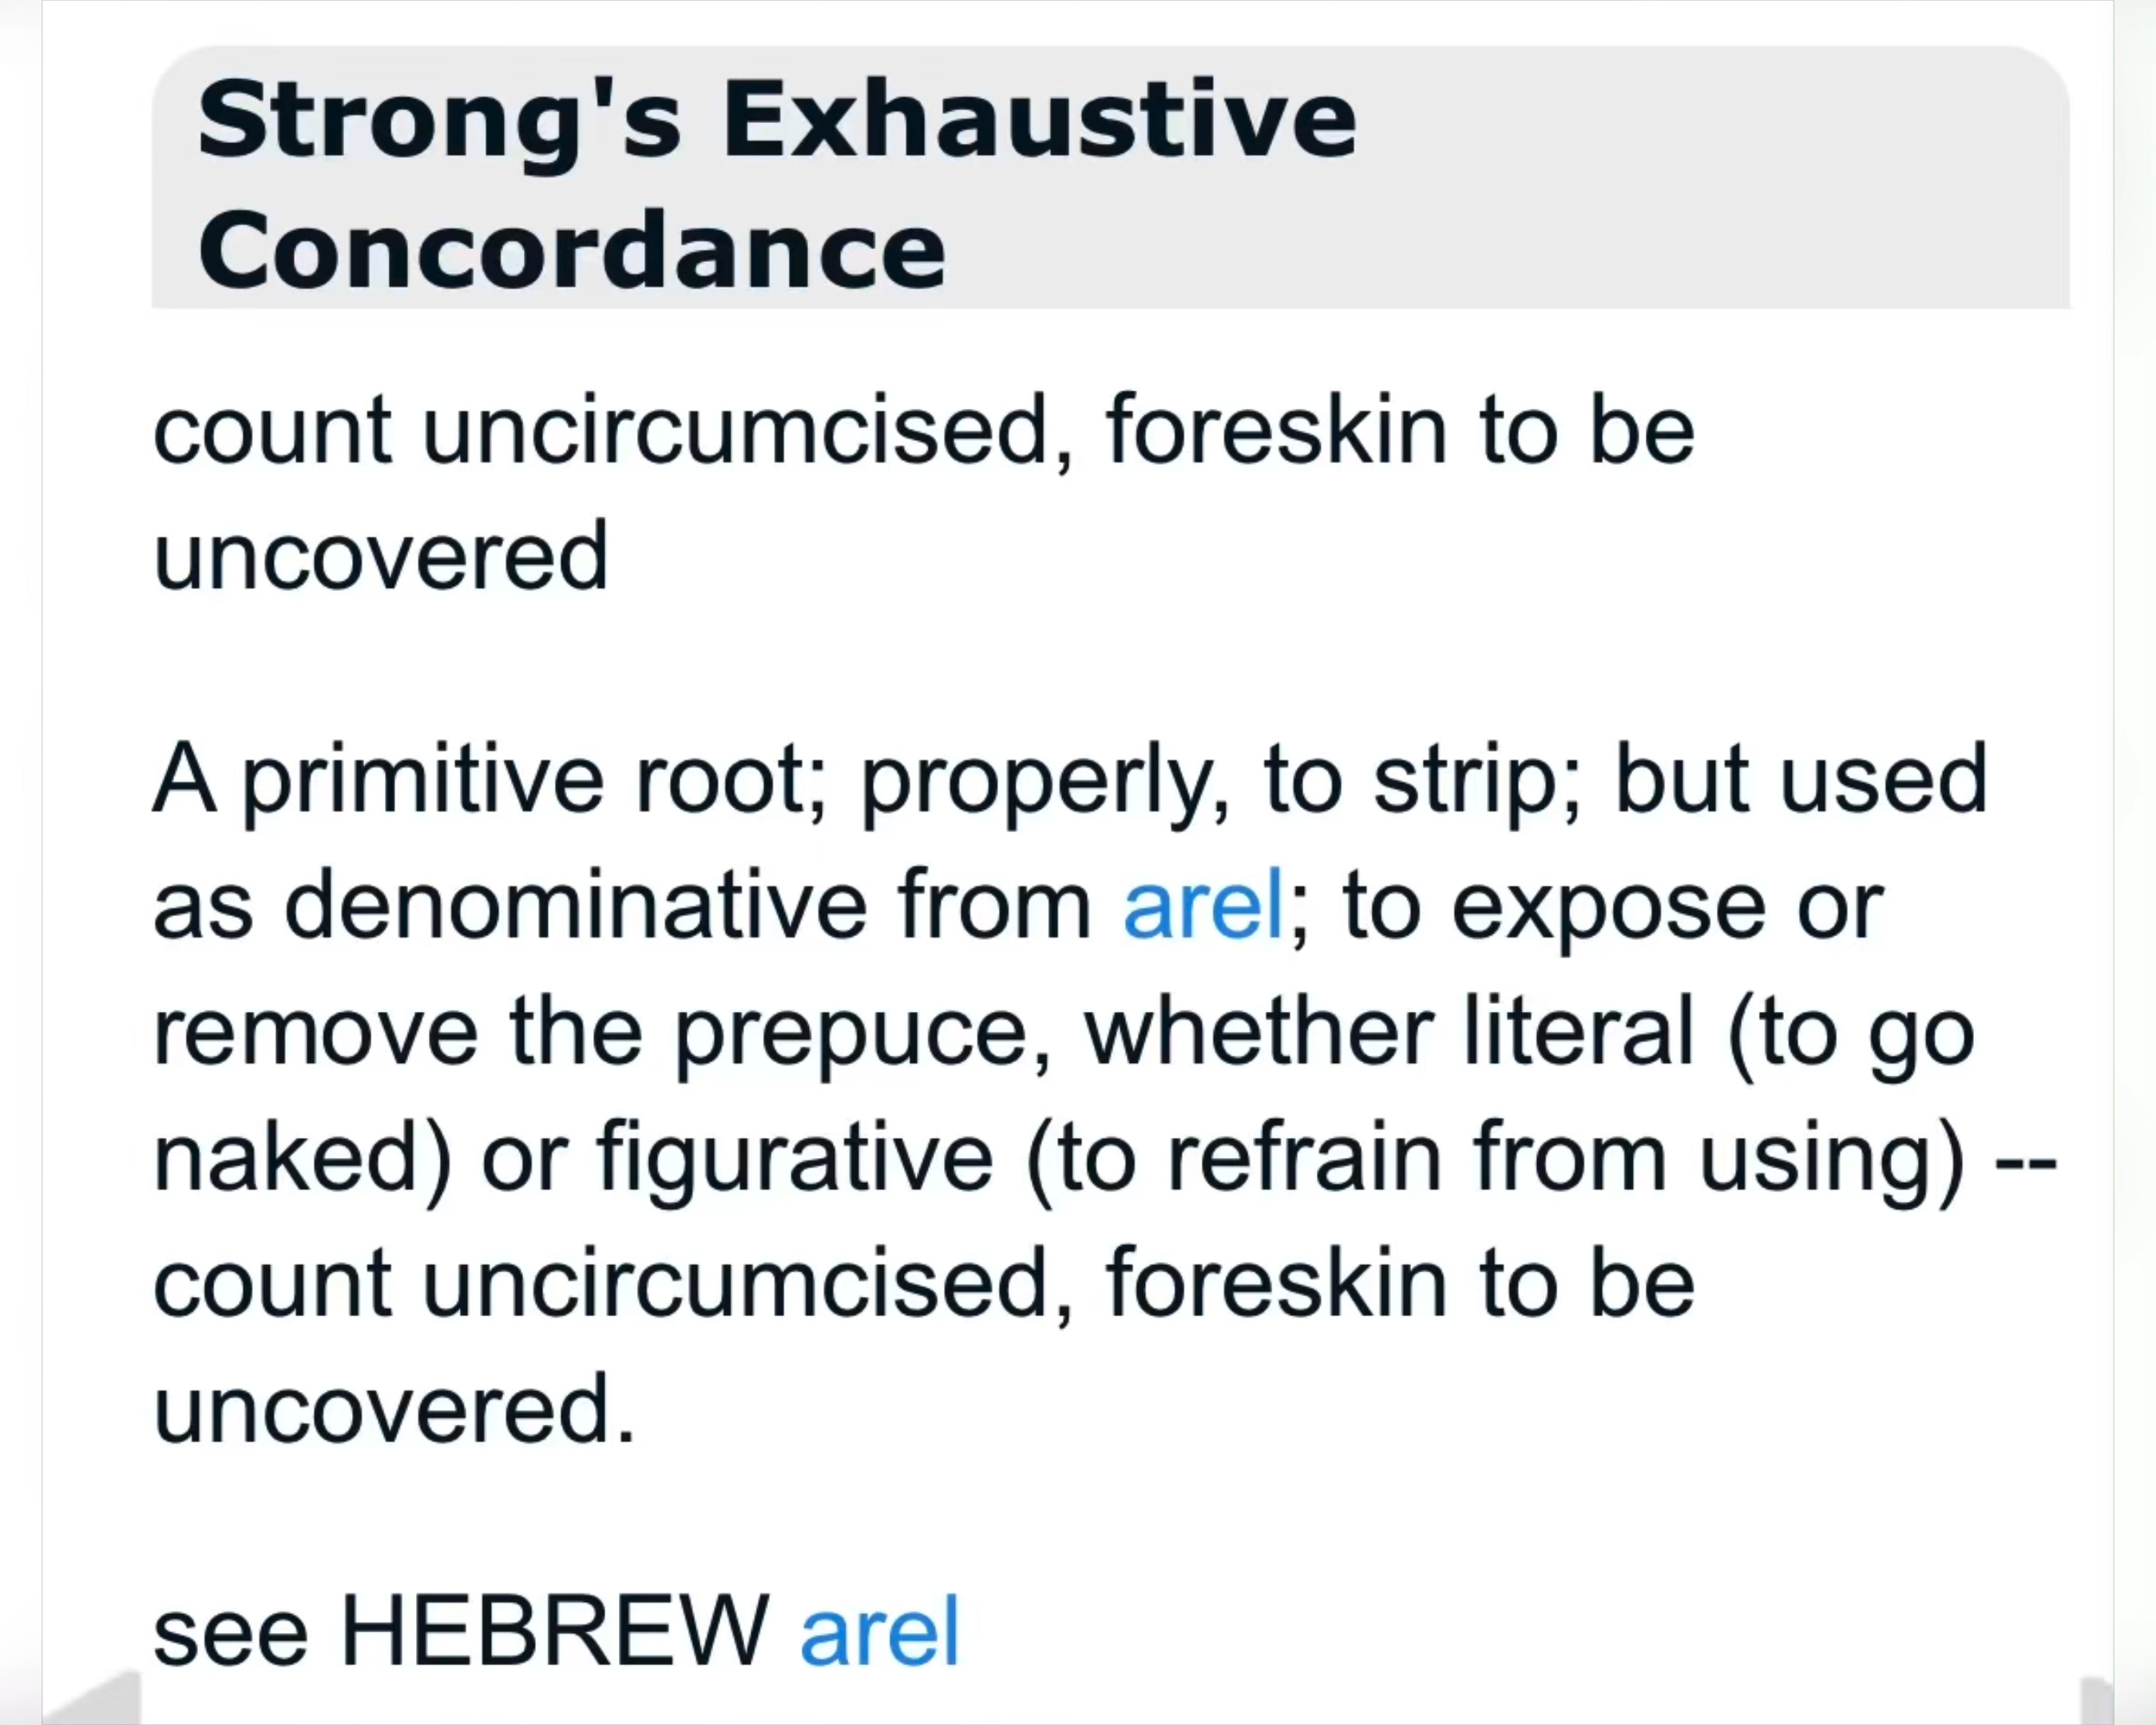 Strong's Exhaustive
Concordance
count uncircumcised, foreskin to be
uncovered
A primitive root; properly, to strip; but used
as denominative from arel; to expose or
remove the prepuce, whether literal (to go
naked) or figurative (to refrain from using) --
count uncircumcised, foreskin to be
uncovered.
see HEBREW arel